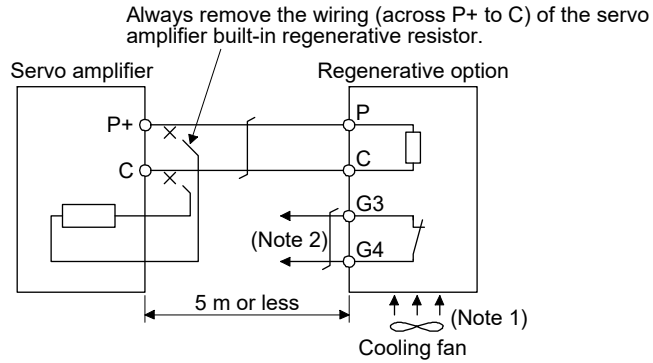 Always remove the wiring (across P+ to C) of the servo
amplifier built-in regenerative resistor.
Servo amplifier
Regenerative option
P+
P
C
C
G3
(Note 2)
G4
5 m or less
(Note 1)
Cooling fan